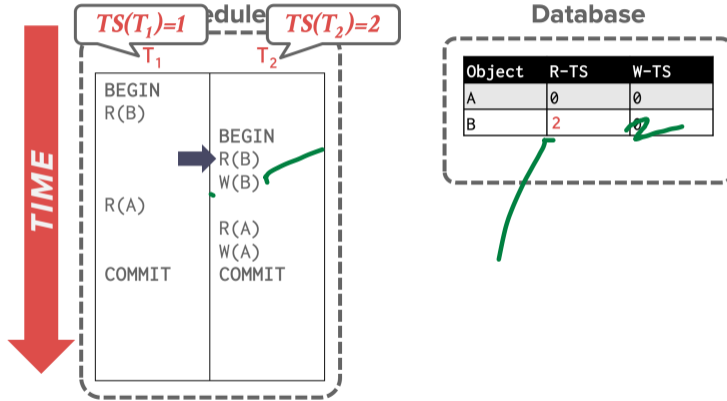 TS(T₁)=1
edule
TS(T₂)=2
T₁
T₂
BEGIN
R(B)
BEGIN
R(B)
W(B)
R(A)
R(A)
W(A)
COMMIT
COMMIT
TIME
Database
Object R-TS W-TS
A 0 0
B 2 2